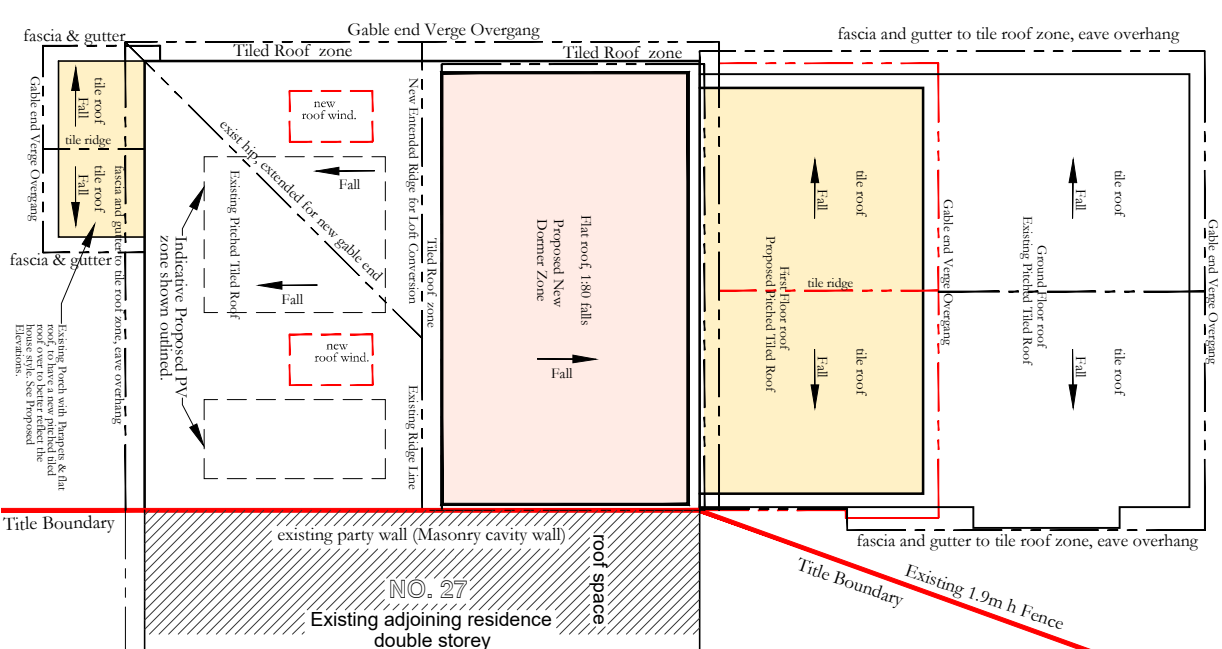 fascia & gutter
Gable end Verge Overgang
Tiled Roof  zone
Tiled Roof  zone
fascia and gutter to tile roof zone, eave overhang
Gable end Verge Overgang
tile roof
Fall
tile ridge
tile roof
Fall
fascia & gutter
fascia and gutter to tile roof zone, eave overhang
Existing Porch with Parapets & flat
roof, to have a new pitched tiled
roof over to better reflect the
house style. See Proposed
Elevations.
new
roof wind.
exist hip, extended for new gable end
Fall
Existing Pitched Tiled Roof
Fall
Indicative Proposed PV
zone shown outlined.
new
roof wind.
New Entended Ridge for Loft Conversion
Existing Ridge Line
Tiled Roof  zone
Flat roof, 1:80 falls
Proposed New
Dormer Zone
Fall
Fall
tile roof
First Floor roof
Proposed Pitched Tiled Roof
tile ridge
Fall
tile roof
Gable end Verge Overgang
Ground Floor roof
Existing Pitched Tiled Roof
Fall
tile roof
Fall
tile roof
Gable end Verge Overgang
Title Boundary
existing party wall (Masonry cavity wall)
roof space
NO. 27
Existing adjoining residence
double storey
fascia and gutter to tile roof zone, eave overhang
Title Boundary
Existing 1.9m h Fence